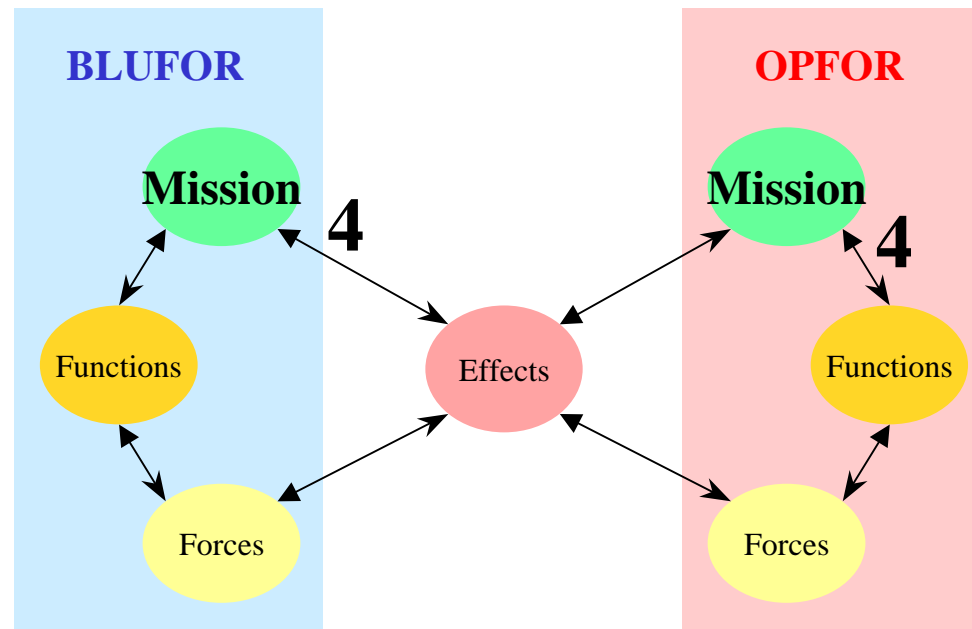 BLUFOR
OPFOR
Mission
4
Mission
4
Functions
Effects
Functions
Forces
Forces